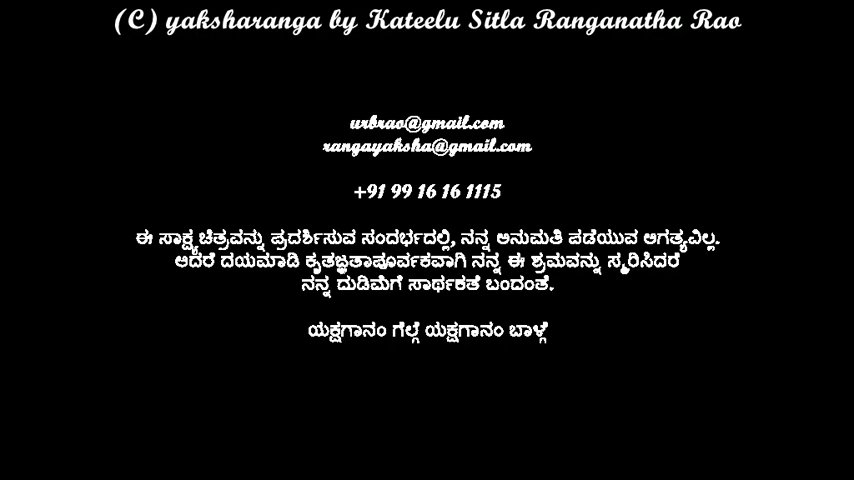 (C) yaksharanga by Kateelu Sitla Ranganatha Rao
urbrao@gmail.com
rangayaksha@gmail.com
+91 99 16 16 1115
ಈ ಸಾಕ್ಷ್ಯಚಿತ್ರವನ್ನು ಪ್ರದರ್ಶಿಸುವ ಸಂದರ್ಭದಲ್ಲಿ, ನನ್ನ ಅನುಮತಿ ಪಡೆಯುವ ಅಗತ್ಯವಿಲ್ಲ.
ಆದರೆ ದಯಮಾಡಿ ಕೃತಜ್ಞತಾಪೂರ್ವಕವಾಗಿ ನನ್ನ ಈ ಶ್ರಮವನ್ನು ಸ್ಮರಿಸಿದರೆ
ನನ್ನ ದುಡಿಮೆಗೆ ಸಾರ್ಥಕತೆ ಬಂದಂತೆ.
ಯಕ್ಷಗಾನಂ ಗೆಲ್ಗೆ ಯಕ್ಷಗಾನಂ ಬಾಳ್ಗೆ